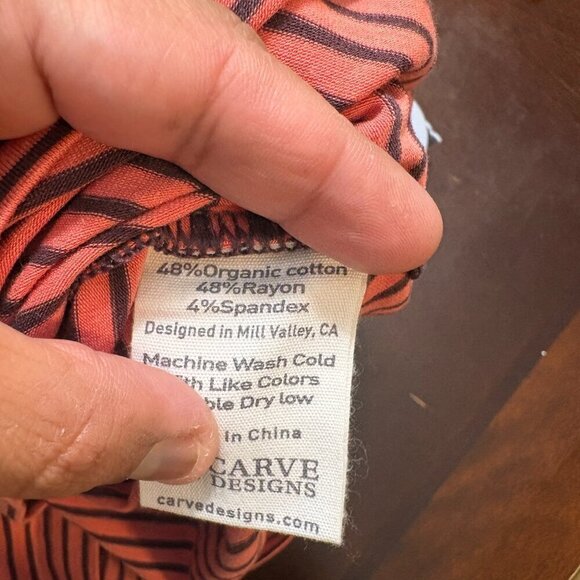 48%Organic cotton
48%Rayon
4%Spandex
Designed in Mill Valley, CA
Machine Wash Cold
Like Colors
Dry low
in China
CARVE
DESIGNS
carvedesigns.com